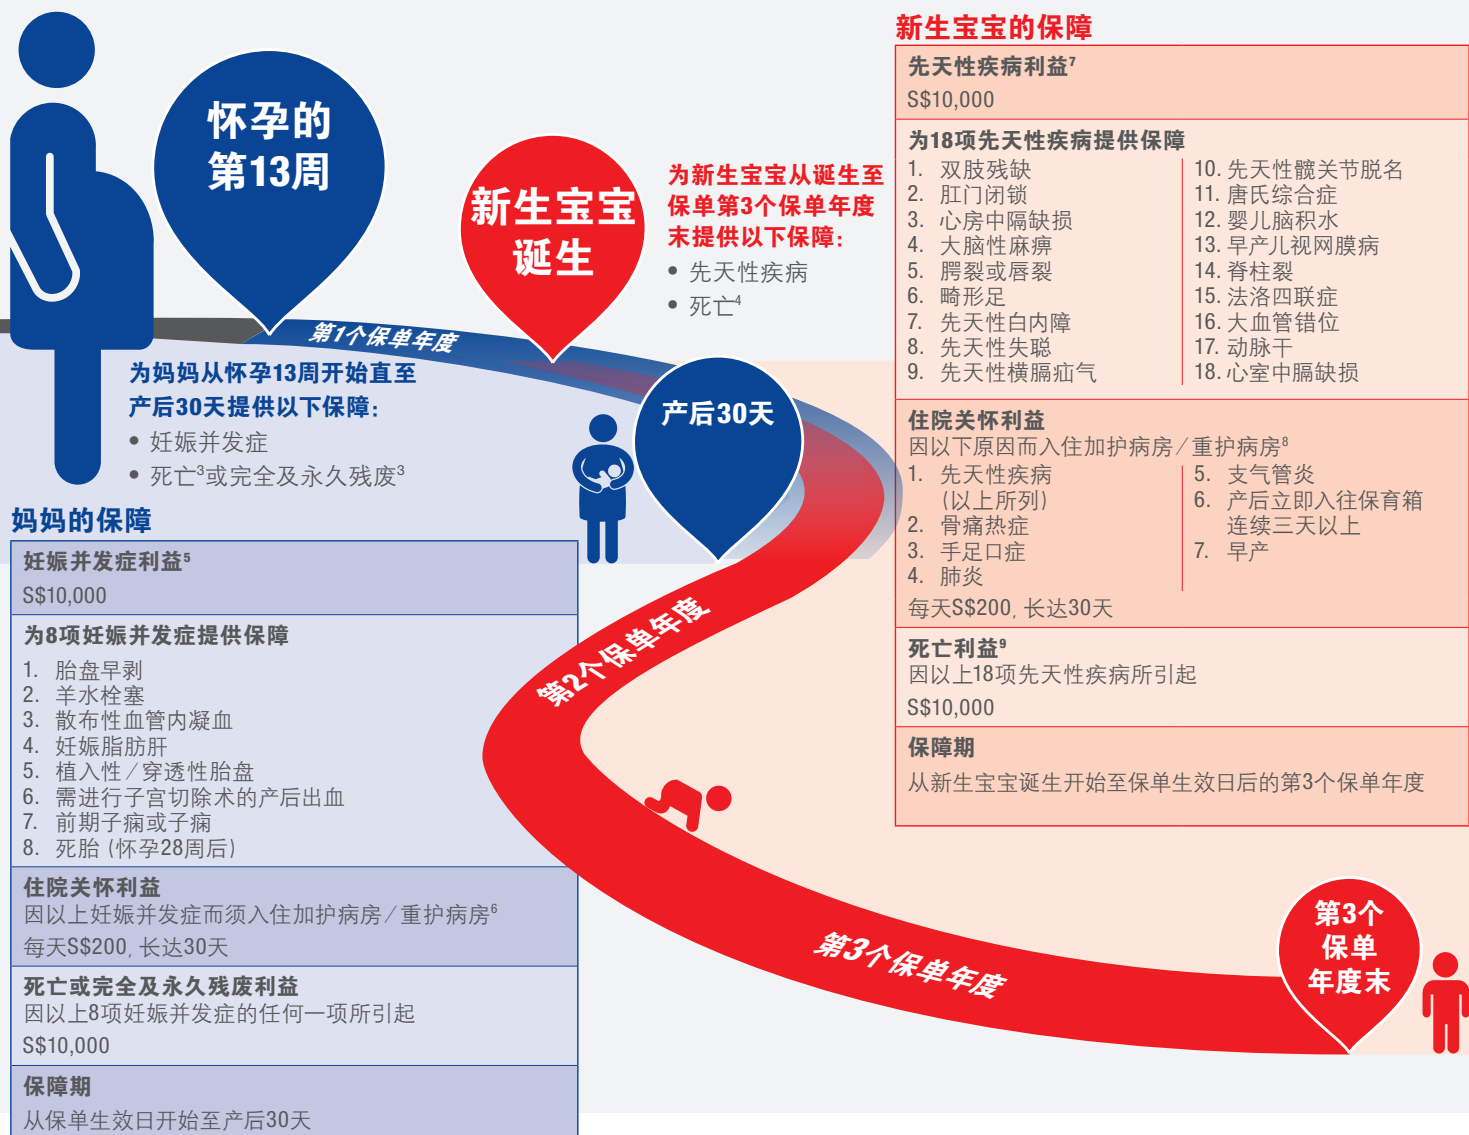 怀孕的
第13周
新生宝宝
诞生
为新生宝宝从诞生至
保单第3个保单年度
末提供以下保障：
• 先天性疾病
• 死亡4
第1个保单年度
为妈妈从怀孕13周开始直至
产后30天提供以下保障：
• 妊娠并发症
• 死亡3或完全及永久残废3
产后30天
妈妈的保障
妊娠并发症利益5
S$10,000
为8项妊娠并发症提供保障
1. 胎盘早剥
2. 羊水栓塞
3. 散布性血管内凝血
4. 妊娠脂肪肝
5. 植入性／穿透性胎盘
6. 需进行子宫切除术的产后出血
7. 前期子痫或子痫
8. 死胎 (怀孕28周后)
住院关怀利益
因以上妊娠并发症而须入住加护病房／重护病房6
每天S$200, 长达30天
死亡或完全及永久残废利益
因以上8项妊娠并发症的任何一项所引起
S$10,000
保障期
从保单生效日开始至产后30天
第2个保单年度
第3个保单年度
第3个
保单
年度末
新生宝宝的保障
先天性疾病利益7
S$10,000
为18项先天性疾病提供保障
1. 双肢残缺
2. 肛门闭锁
3. 心房中隔缺损
4. 大脑性麻痹
5. 腭裂或唇裂
6. 畸形足
7. 先天性白内障
8. 先天性失聪
9. 先天性横膈疝气
10. 先天性髋关节脱名
11. 唐氏综合症
12. 婴儿脑积水
13. 早产儿视网膜病
14. 脊柱裂
15. 法洛四联症
16. 大血管错位
17. 动脉干
18. 心室中膈缺损
住院关怀利益
因以下原因而入住加护病房／重护病房8
1. 先天性疾病
(以上所列)
2. 骨痛热症
3. 手足口症
4. 肺炎
5. 支气管炎
6. 产后立即入往保育箱
连续三天以上
7. 早产
每天S$200, 长达30天
死亡利益9
因以上18项先天性疾病所引起
S$10,000
保障期
从新生宝宝诞生开始至保单生效日后的第3个保单年度